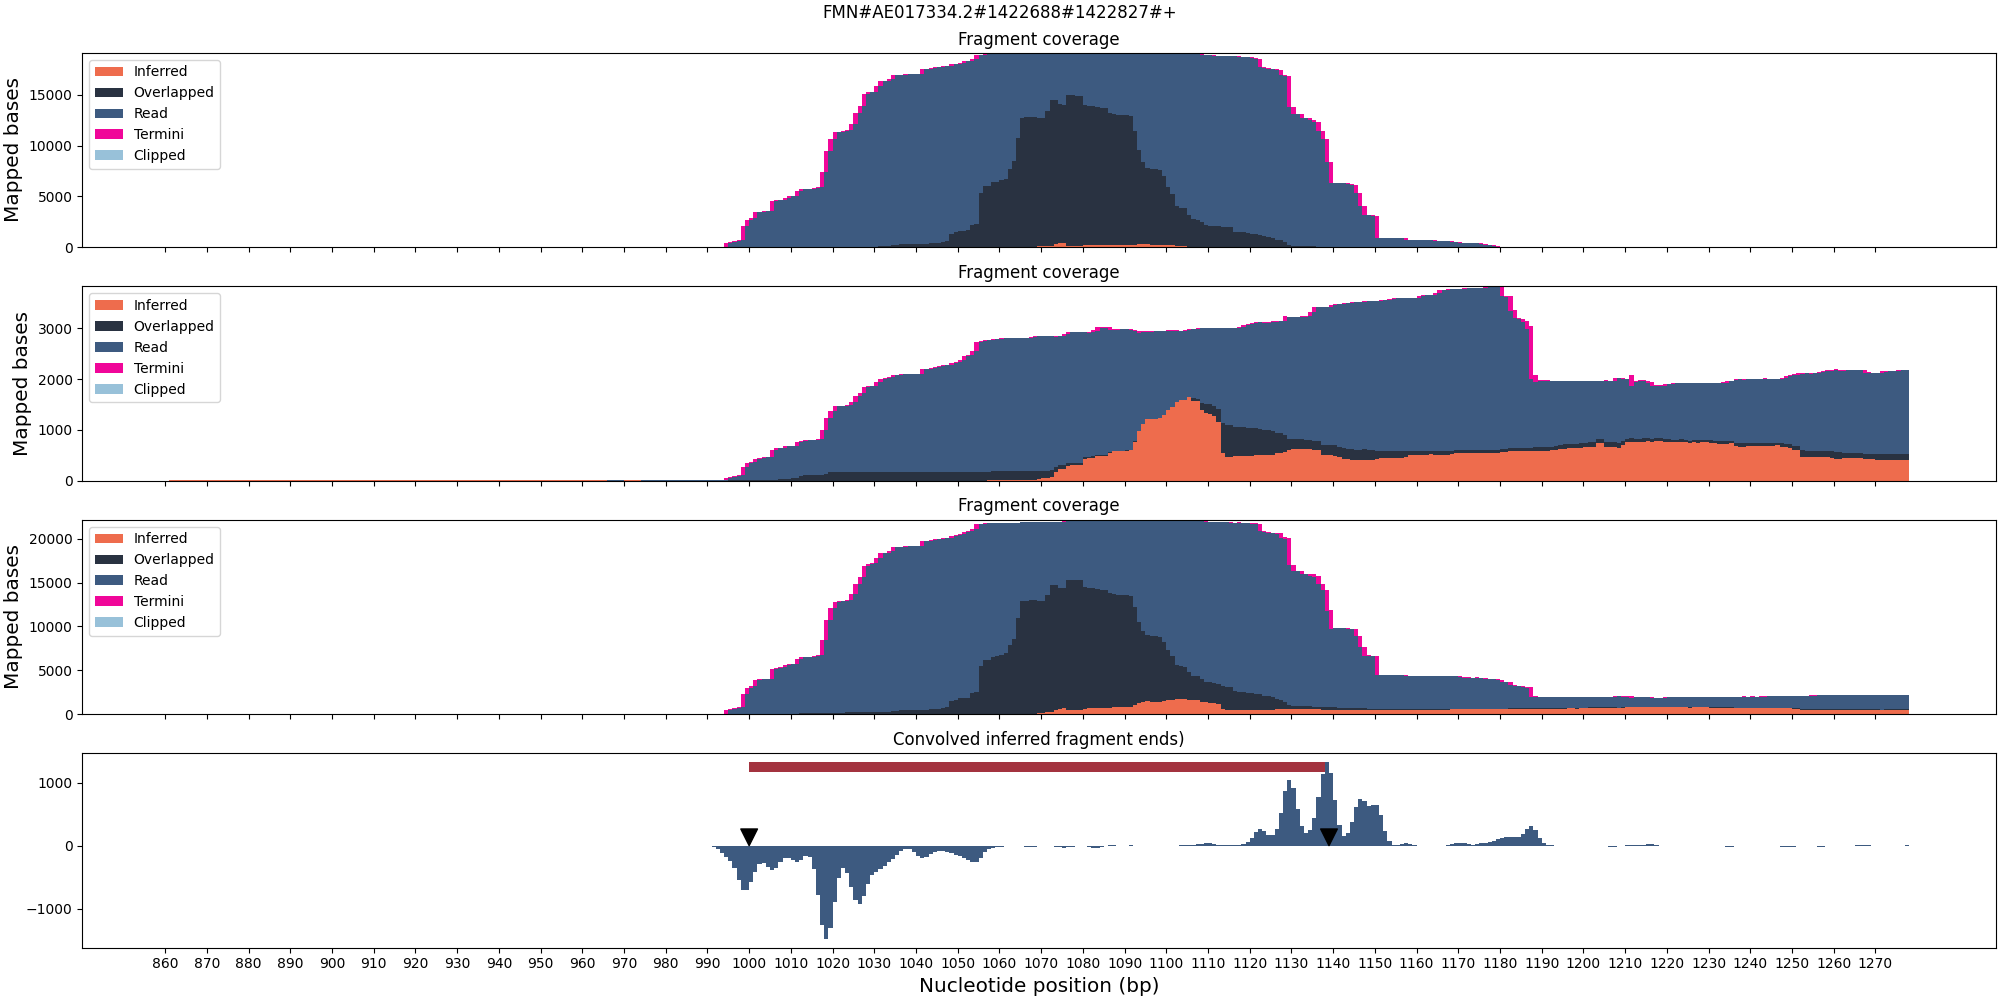 FMN#AE017334.2#1422688#1422827#+
Fragment coverage
Mapped bases
15000
10000
5000
0
Inferred
Overlapped
Read
Termini
Clipped
Fragment coverage
Mapped bases
3000
2000
1000
0
Inferred
Overlapped
Read
Termini
Clipped
Fragment coverage
Mapped bases
20000
15000
10000
5000
0
Inferred
Overlapped
Read
Termini
Clipped
Convolved inferred fragment ends)
1000
0
−1000
860 870 880 890 900 910 920 930 940 950 960 970 980 990 1000 1010 1020 1030 1040 1050 1060 1070 1080 1090 1100 1110 1120 1130 1140 1150 1160 1170 1180 1190 1200 1210 1220 1230 1240 1250 1260 1270
Nucleotide position (bp)